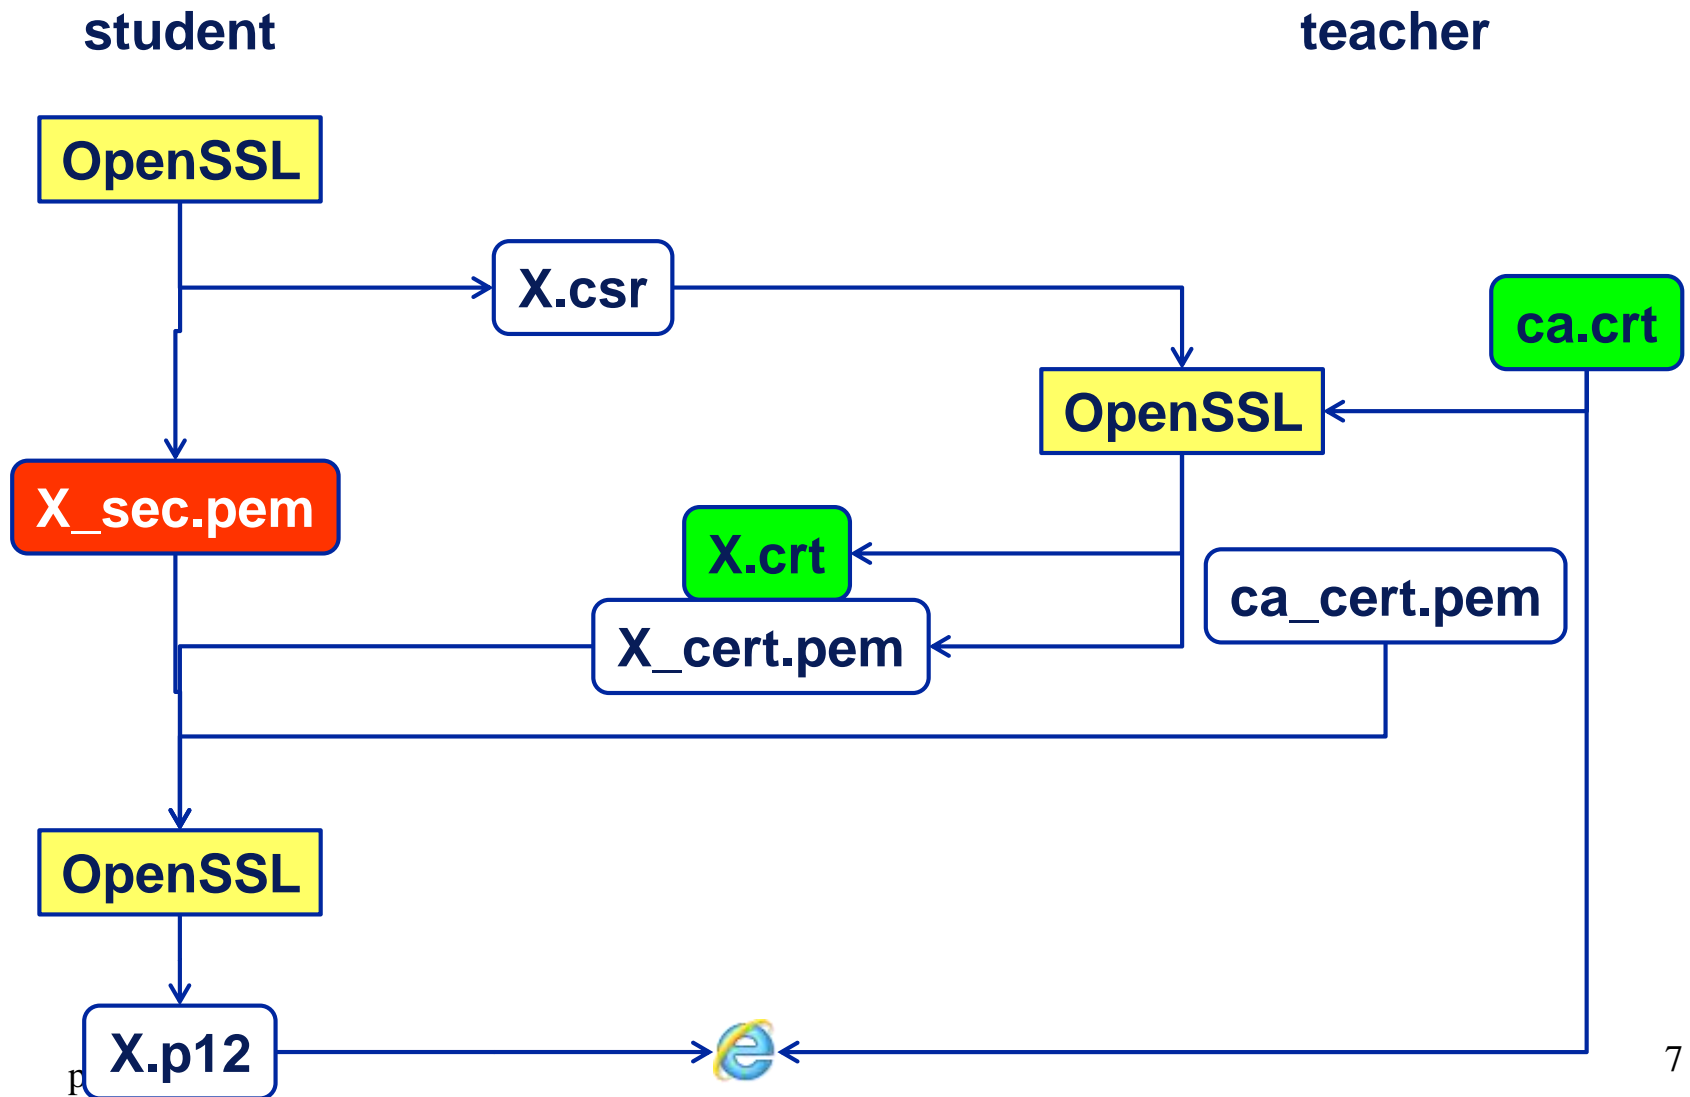 student
teacher
OpenSSL
X.csr
ca.crt
OpenSSL
X_sec.pem
X.crt
ca_cert.pem
X_cert.pem
OpenSSL
X.p12
7